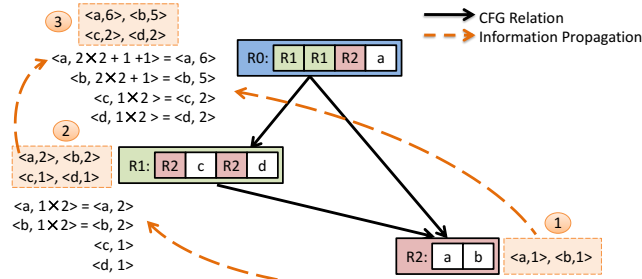 3
<a,6>, <b,5>
<c,2>, <d,2>
<a, 2×2 + 1 +1> = <a, 6>
<b, 2×2 + 1> = <b, 5>
<c, 1×2 > = <c, 2>
<d, 1×2 > = <d, 2>
CFG Relation
Information Propagation
R0: R1 R1 R2 a
2
<a,2>, <b,2>
<c,1>, <d,1>
R1: R2 c R2 d
<a, 1×2> = <a, 2>
<b, 1×2> = <b, 2>
<c, 1>
<d, 1>
1
R2: a b
<a,1>, <b,1>